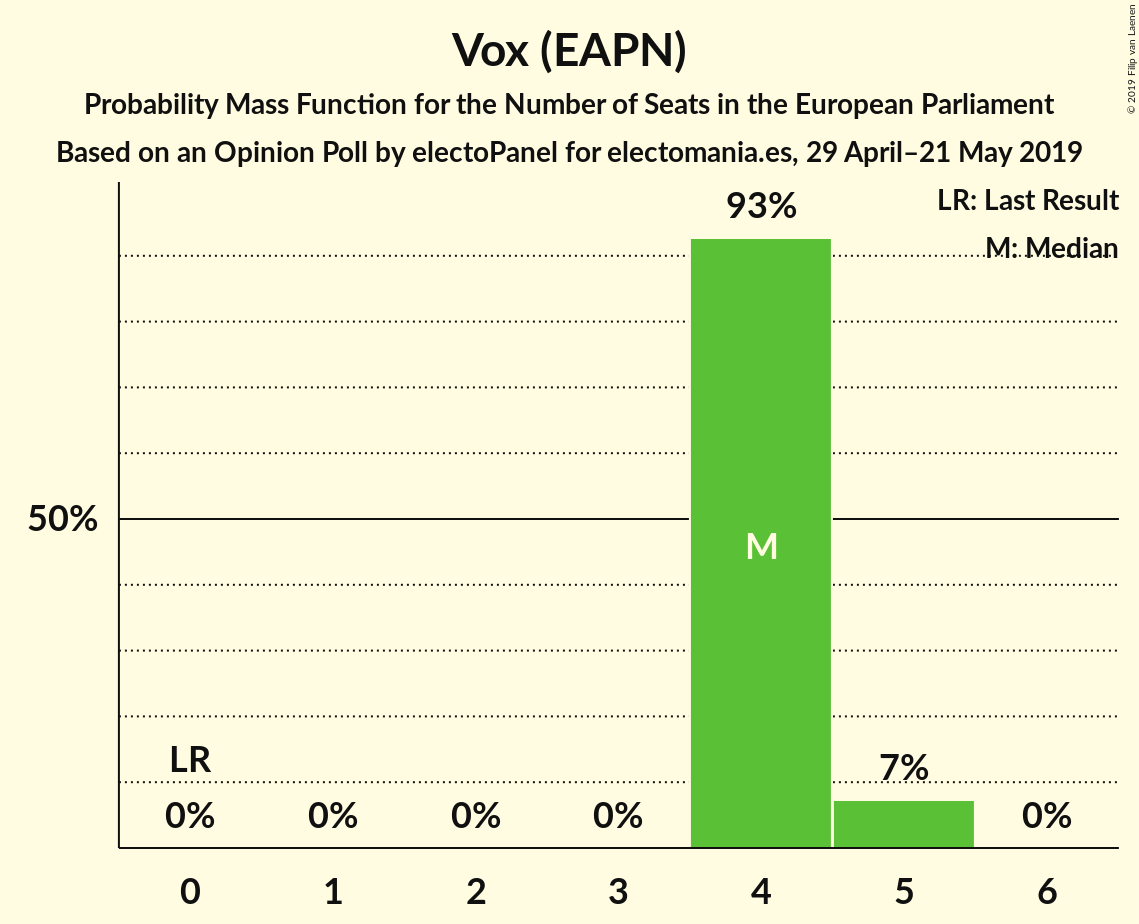 Vox (EAPN)
Probability Mass Function for the Number of Seats in the European Parliament
Based on an Opinion Poll by electoPanel for electomania.es, 29 April–21 May 2019
© 2019 Filip van Laenen
LR: Last Result
M: Median
93%
50%
M
LR
7%
0% 0% 0% 0% 0%
0 1 2 3 4 5 6